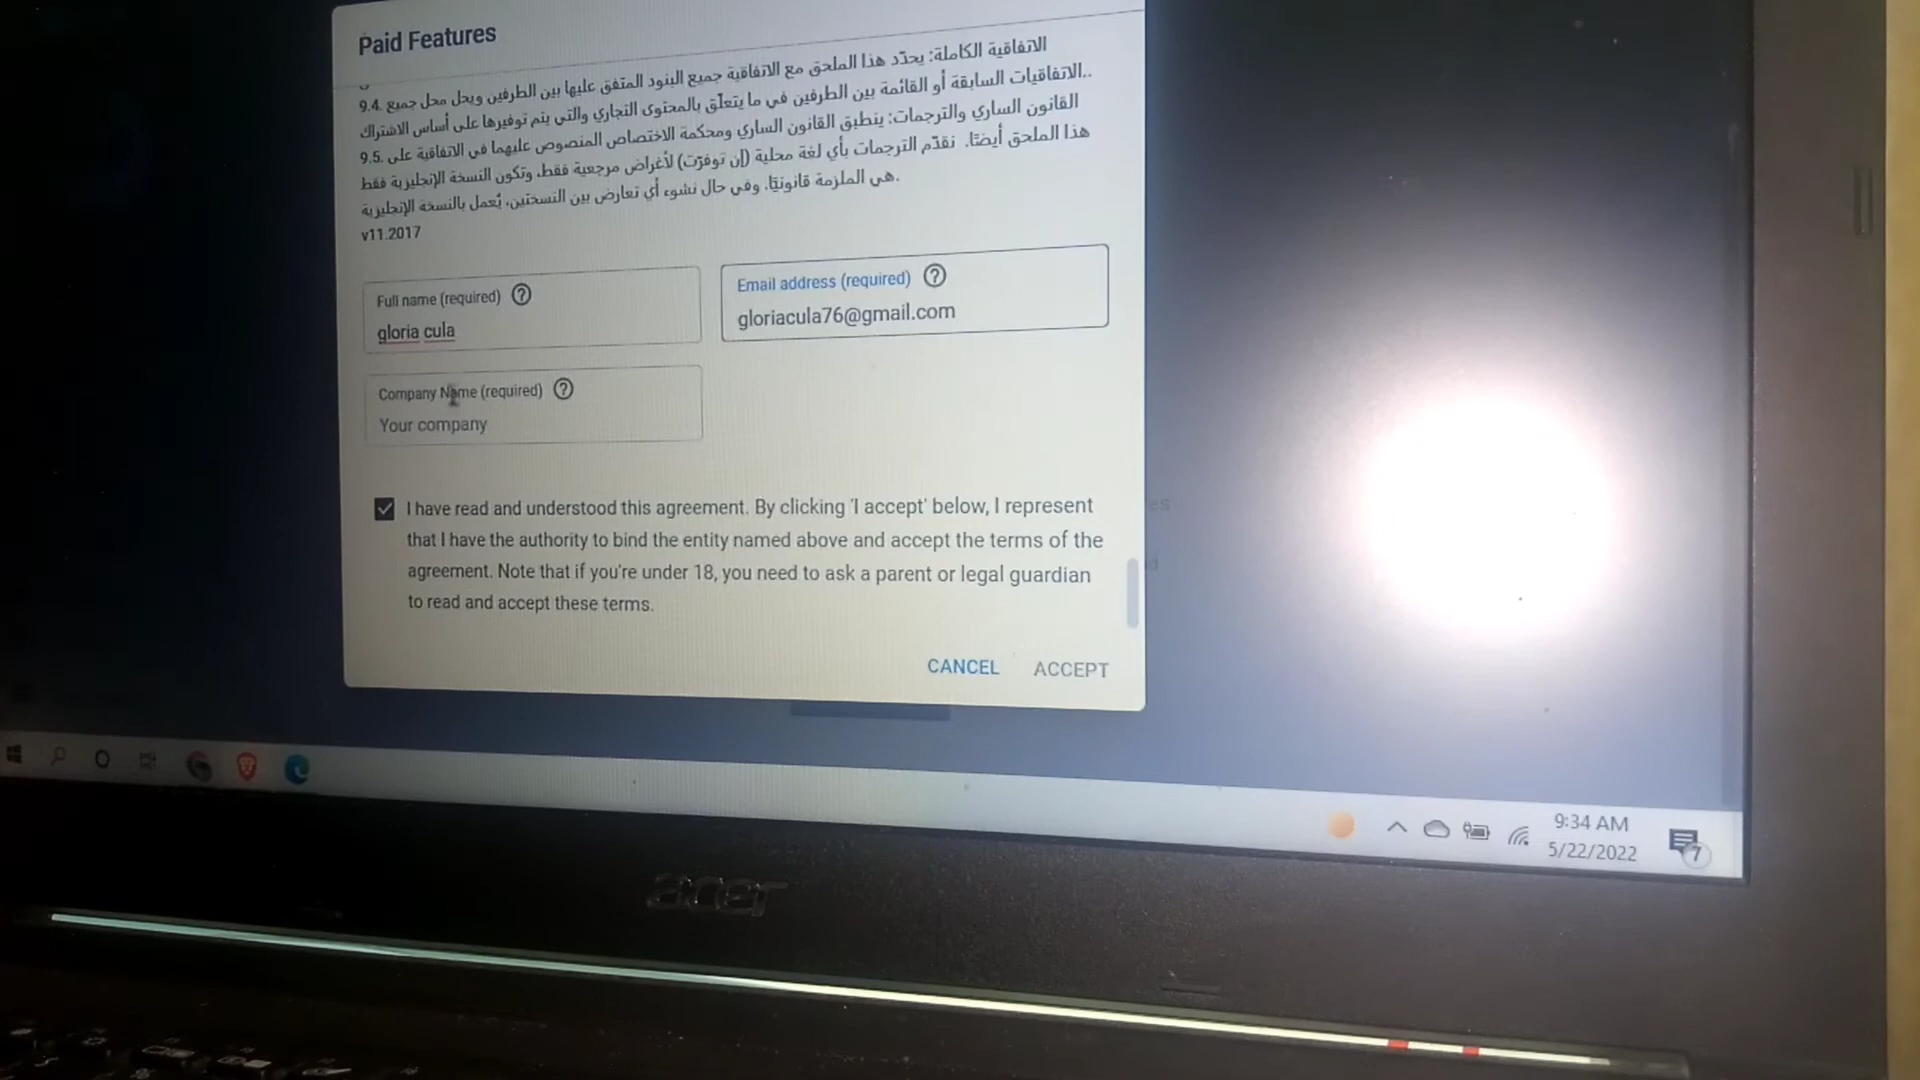 Paid Features
الاتفاقية الكاملة: يحدّد هذا الملحق مع الاتفاقية جميع البنود المتفق عليها بين الطرفين ويحل محل جميع 9.4.
الاتفاقيات السابقة أو القائمة بين الطرفين في ما يتعلّق بالمحتوى التجاري والتي يتم توفيرها على أساس الاشتراك..
القانون الساري والترجمات: ينطبق القانون الساري ومحكمة الاختصاص المنصوص عليهما في الاتفاقية على 9.5.
هذا الملحق أيضًا. نقدّم الترجمات بأي لغة محلية (إن توفرّت) لأغراض مرجعية فقط، وتكون النسخة الإنجليزية فقط
هي الملزمة قانونيًا. وفي حال نشوء أي تعارض بين النسختين، يُعمل بالنسخة الإنجليزية.
v11.2017
Full name (required) ?
gloria cula
Email address (required) ?
gloriacula76@gmail.com
Company Name (required) ?
Your company
I have read and understood this agreement. By clicking 'I accept' below, I represent
that I have the authority to bind the entity named above and accept the terms of the
agreement. Note that if you're under 18, you need to ask a parent or legal guardian
to read and accept these terms.
CANCEL ACCEPT
9:34 AM
5/22/2022
7
acer